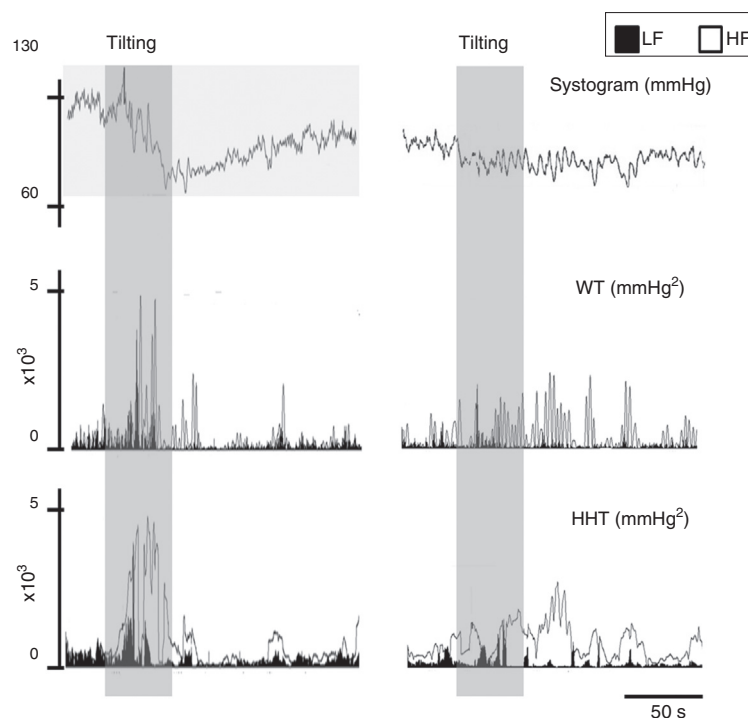 LF HF
Tilting Tilting
130
Systogram (mmHg)
60
5
WT (mmHg²)
x10³
0
5
HHT (mmHg²)
x10³
0
50 s